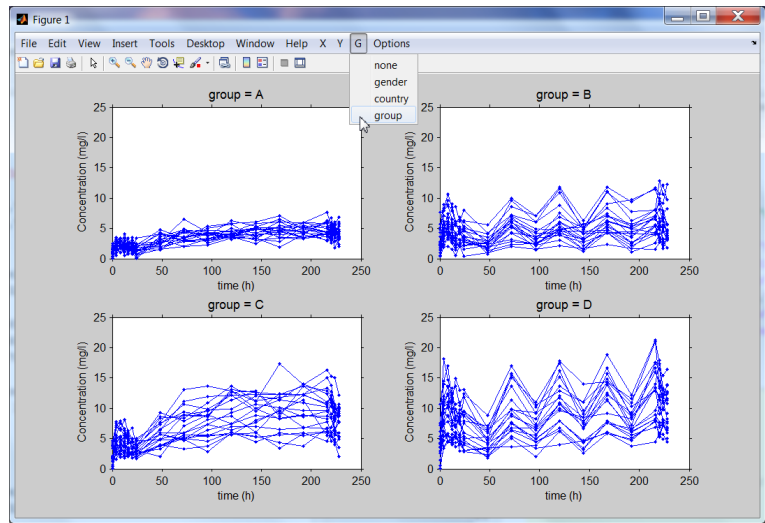 Figure 1
File Edit View Insert Tools Desktop Window Help X Y G Options
none
gender
country
group
group = A
25
20
15
10
5
0
Concentration (mg/l)
0 50 100 150 200 250
time (h)
group = B
25
20
15
10
5
0
Concentration (mg/l)
0 50 100 150 200 250
time (h)
group = C
25
20
15
10
5
0
Concentration (mg/l)
0 50 100 150 200 250
time (h)
group = D
25
20
15
10
5
0
Concentration (mg/l)
0 50 100 150 200 250
time (h)